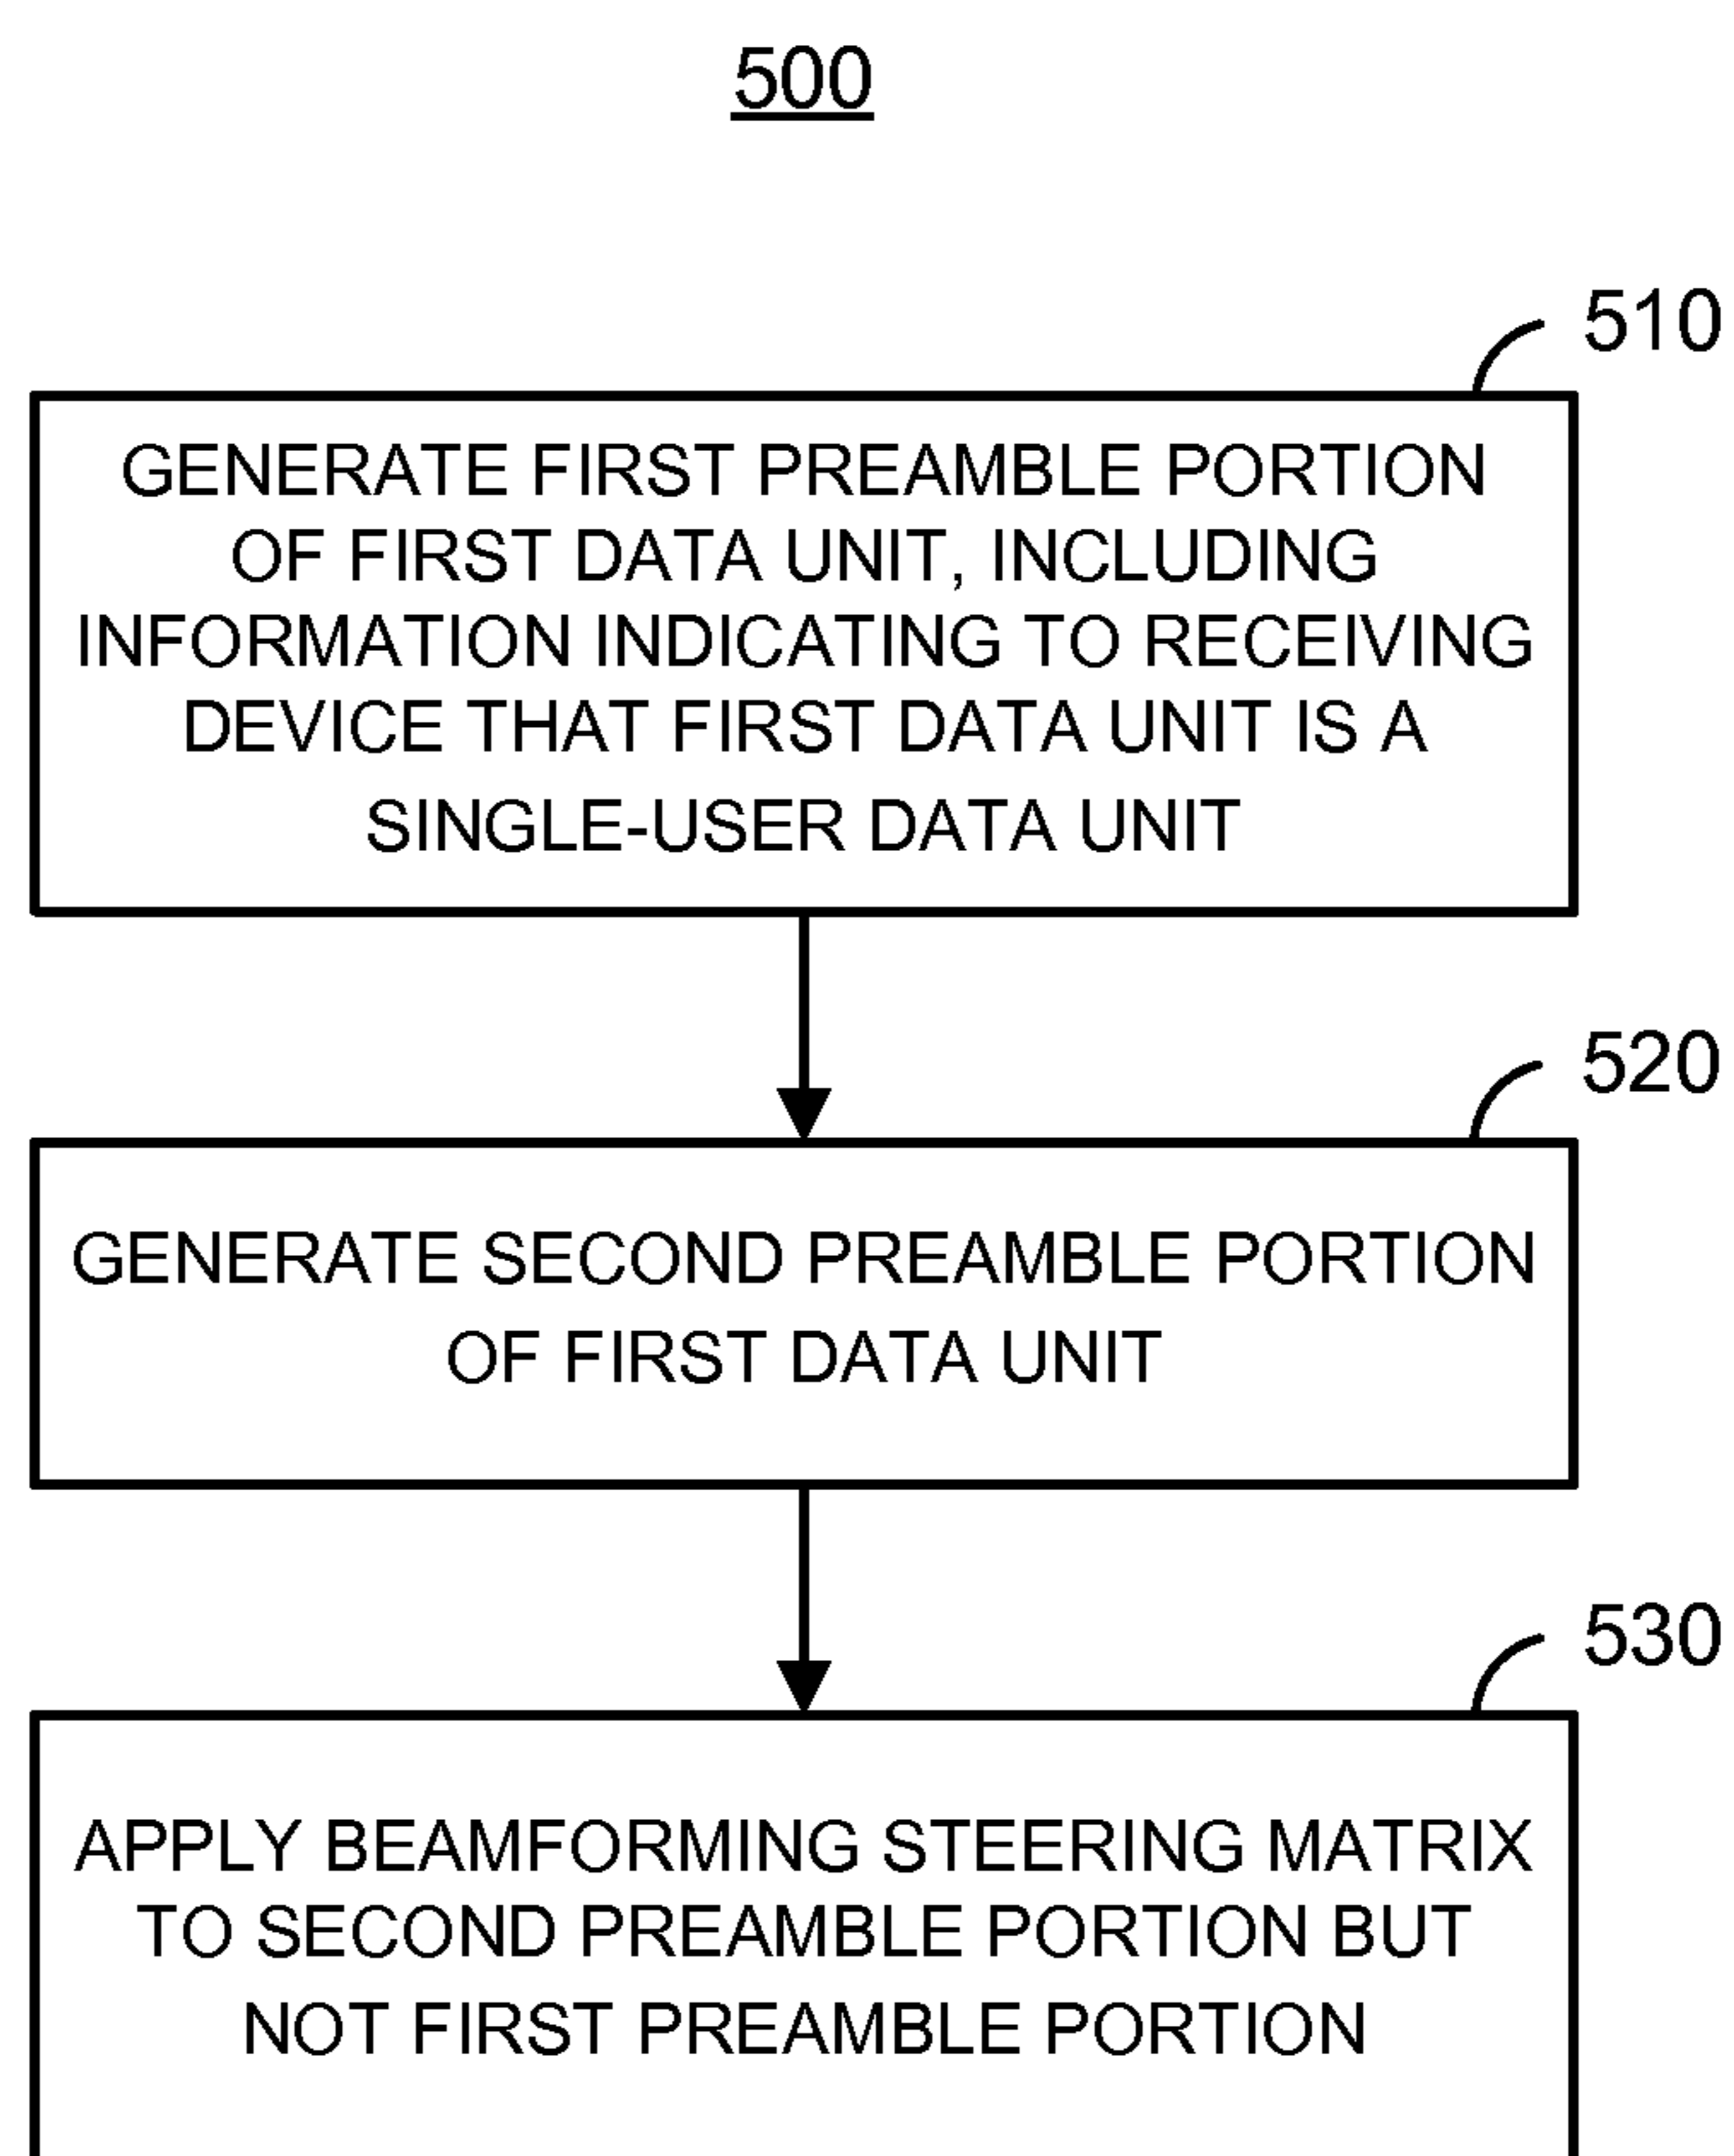 500
510
GENERATE FIRST PREAMBLE PORTION
OF FIRST DATA UNIT, INCLUDING
INFORMATION INDICATING TO RECEIVING
DEVICE THAT FIRST DATA UNIT IS A
SINGLE-USER DATA UNIT
520
GENERATE SECOND PREAMBLE PORTION
OF FIRST DATA UNIT
530
APPLY BEAMFORMING STEERING MATRIX
TO SECOND PREAMBLE PORTION BUT
NOT FIRST PREAMBLE PORTION